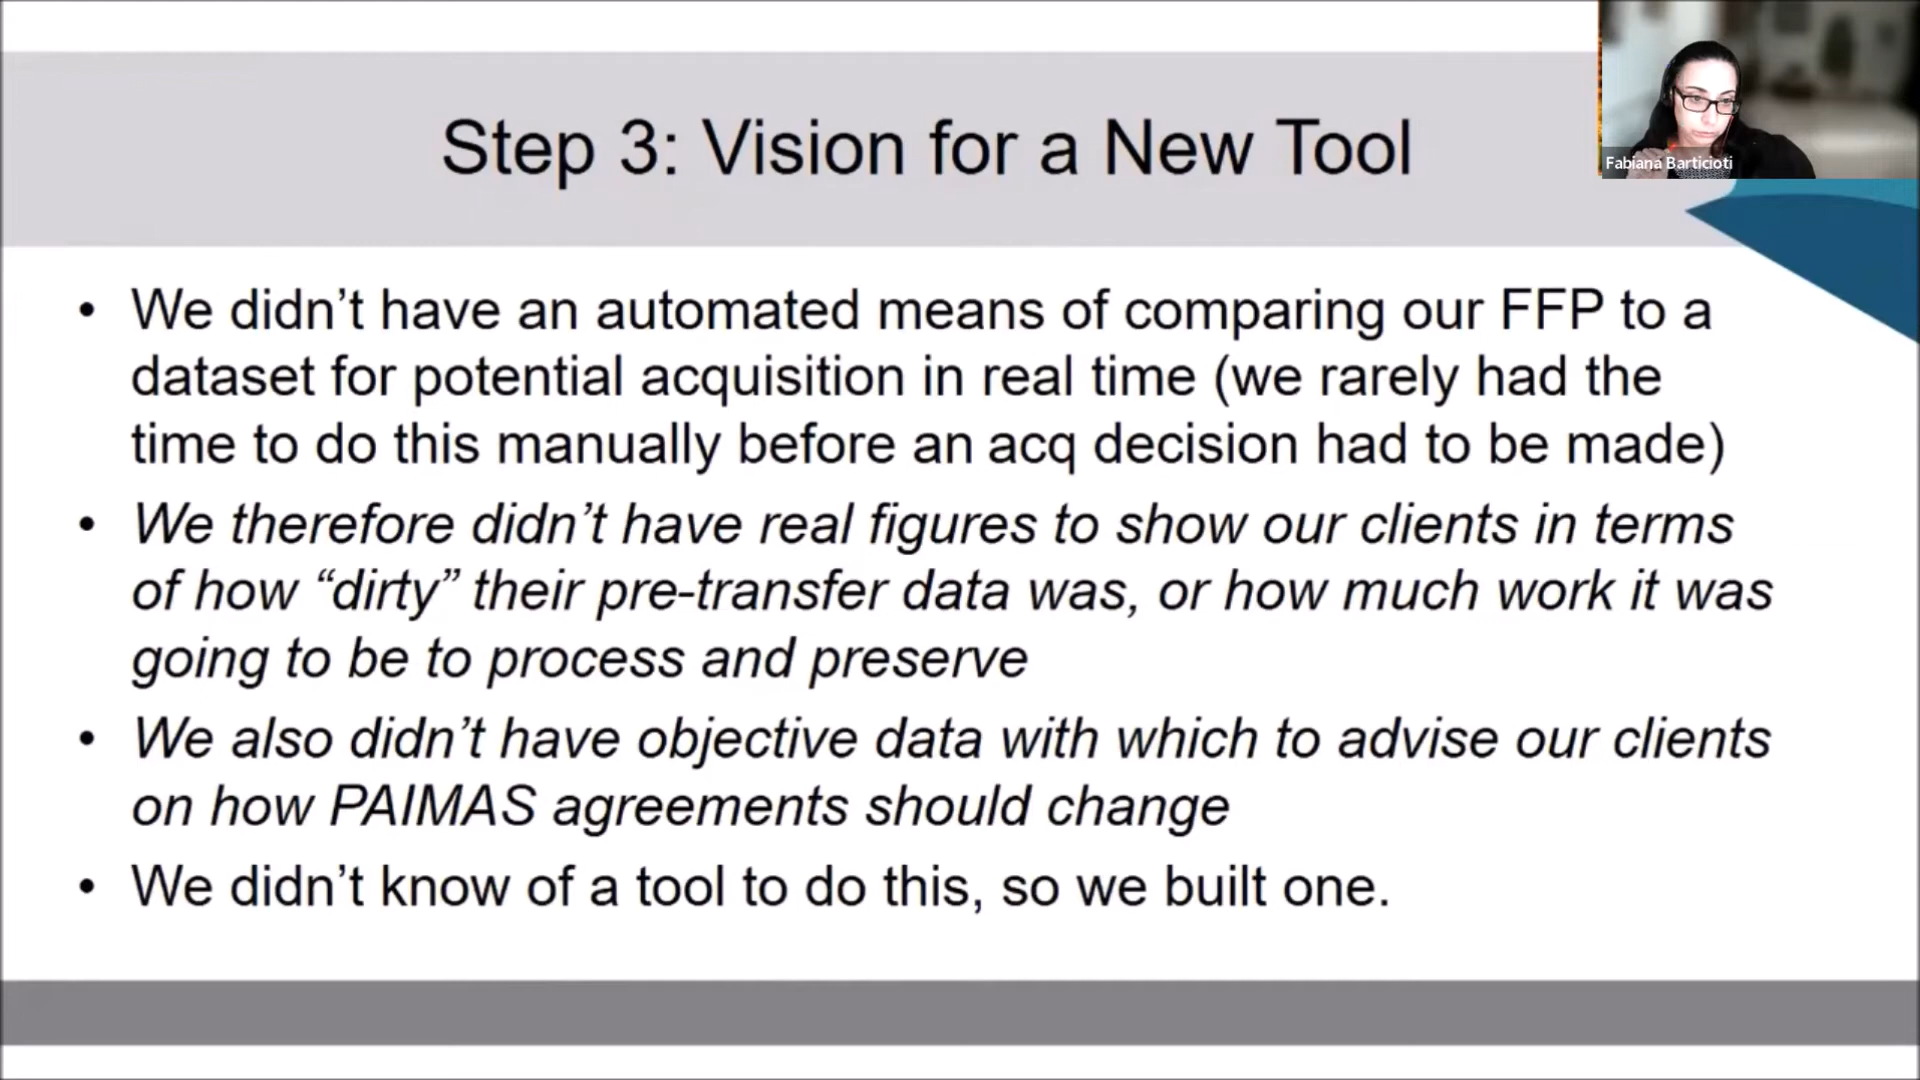 Step 3: Vision for a New Tool
Fabiana Barticioti
• We didn’t have an automated means of comparing our FFP to a
dataset for potential acquisition in real time (we rarely had the
time to do this manually before an acq decision had to be made)
• We therefore didn’t have real figures to show our clients in terms
of how “dirty” their pre-transfer data was, or how much work it was
going to be to process and preserve
• We also didn’t have objective data with which to advise our clients
on how PAIMAS agreements should change
• We didn’t know of a tool to do this, so we built one.